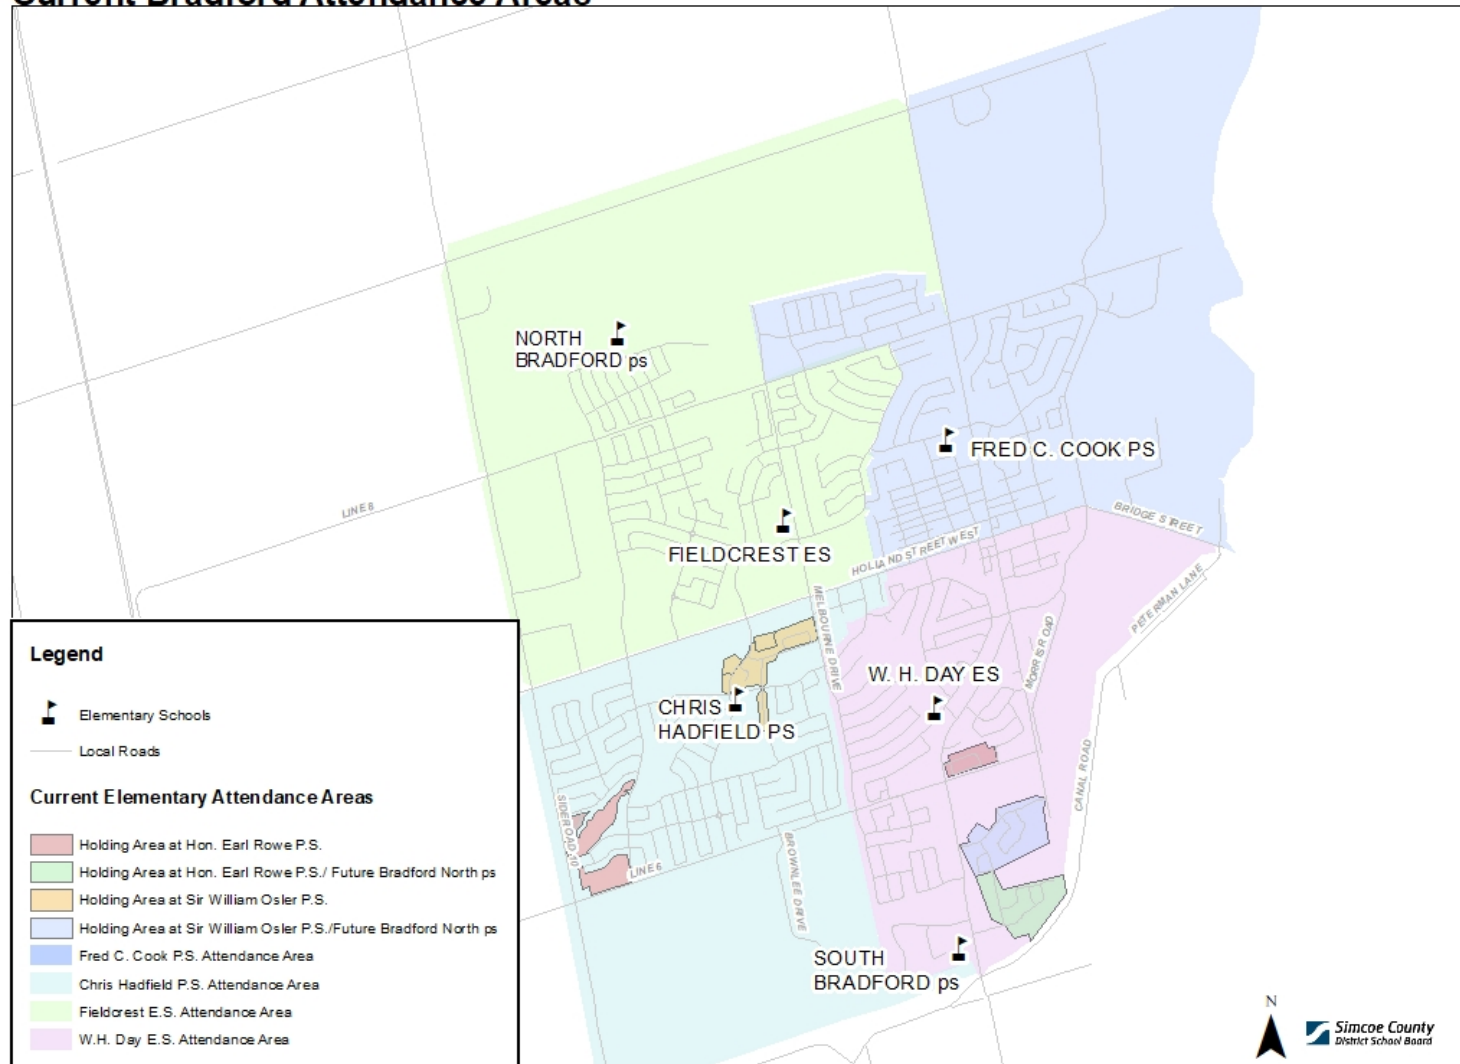 Current Bradford Attendance Areas
NORTH
BRADFORD ps
FRED C. COOK PS
LINE 8
BRIDGE STREET
HOLLAND STREET WEST
FIELDCREST ES
PETERMAN LANE
MELBOURNE DRIVE
MORRIS ROAD
W. H. DAY ES
CHRIS
HADFIELD PS
CANAL ROAD
SIDEROAD 10
LINE 6
BROWNLEE DRIVE
SOUTH
BRADFORD ps
Legend
Elementary Schools
Local Roads
Current Elementary Attendance Areas
Holding Area at Hon. Earl Rowe P.S.
Holding Area at Hon. Earl Rowe P.S./ Future Bradford North ps
Holding Area at Sir William Osler P.S.
Holding Area at Sir William Osler P.S./Future Bradford North ps
Fred C. Cook P.S. Attendance Area
Chris Hadfield P.S. Attendance Area
Fieldcrest E.S. Attendance Area
W.H. Day E.S. Attendance Area
N
Simcoe County
District School Board